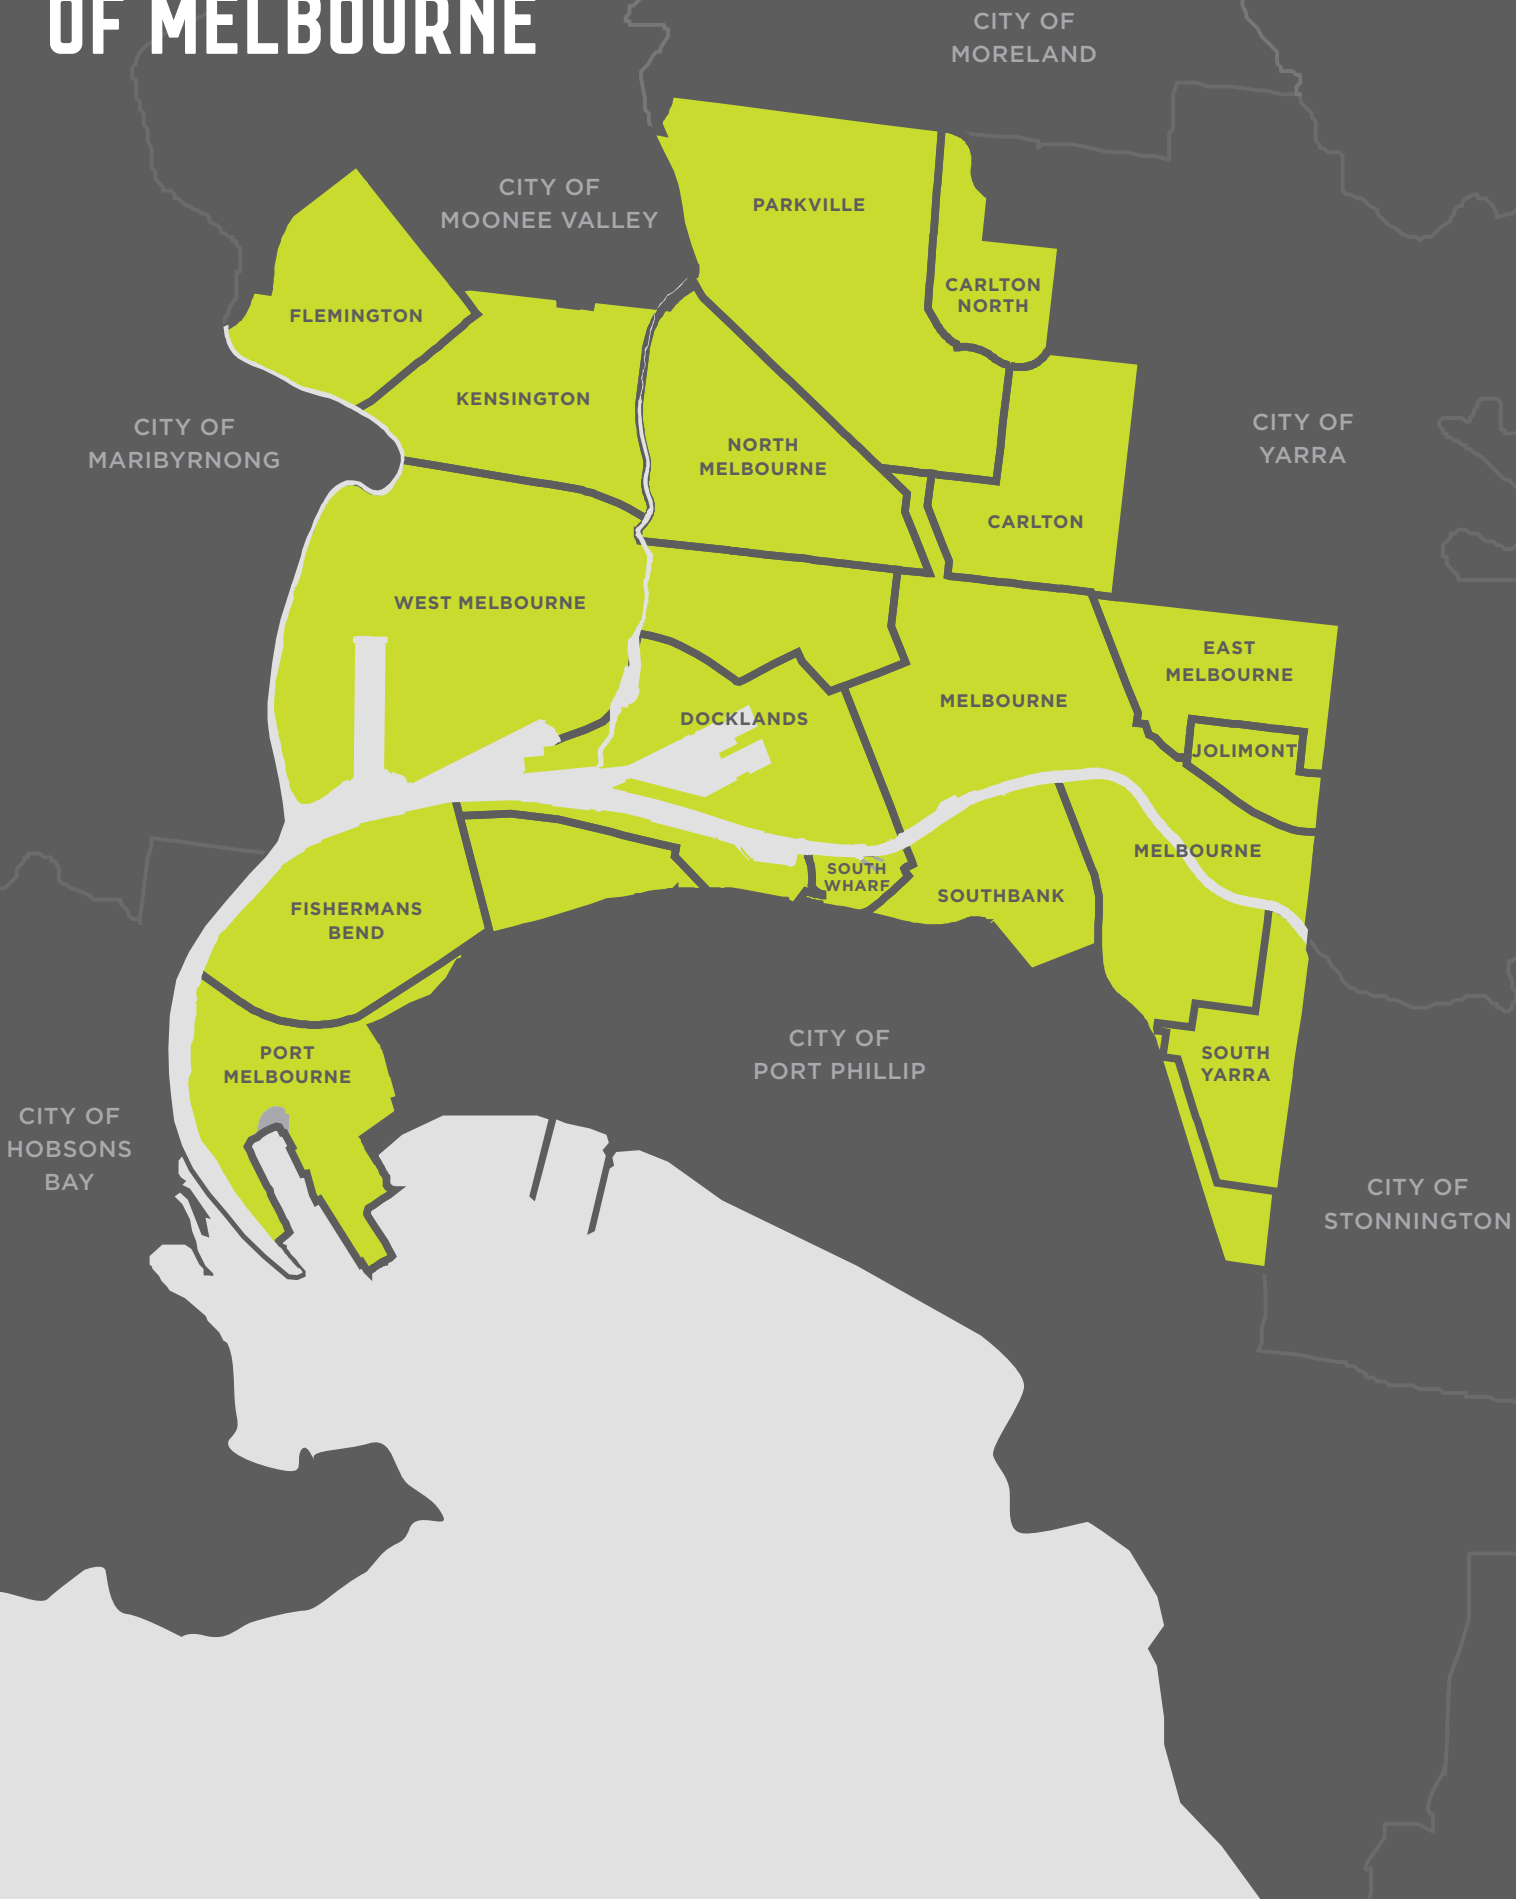 OF MELBOURNE
CITY OF
MORELAND
CITY OF
MOONEE VALLEY
PARKVILLE
CARLTON
NORTH
FLEMINGTON
KENSINGTON
CITY OF
MARIBYRNONG
NORTH
MELBOURNE
CITY OF
YARRA
CARLTON
WEST MELBOURNE
EAST
MELBOURNE
MELBOURNE
DOCKLANDS
JOLIMONT
MELBOURNE
SOUTH
WHARF
SOUTHBANK
FISHERMANS
BEND
CITY OF
PORT PHILLIP
PORT
MELBOURNE
SOUTH
YARRA
CITY OF
HOBSONS
BAY
CITY OF
STONNINGTON